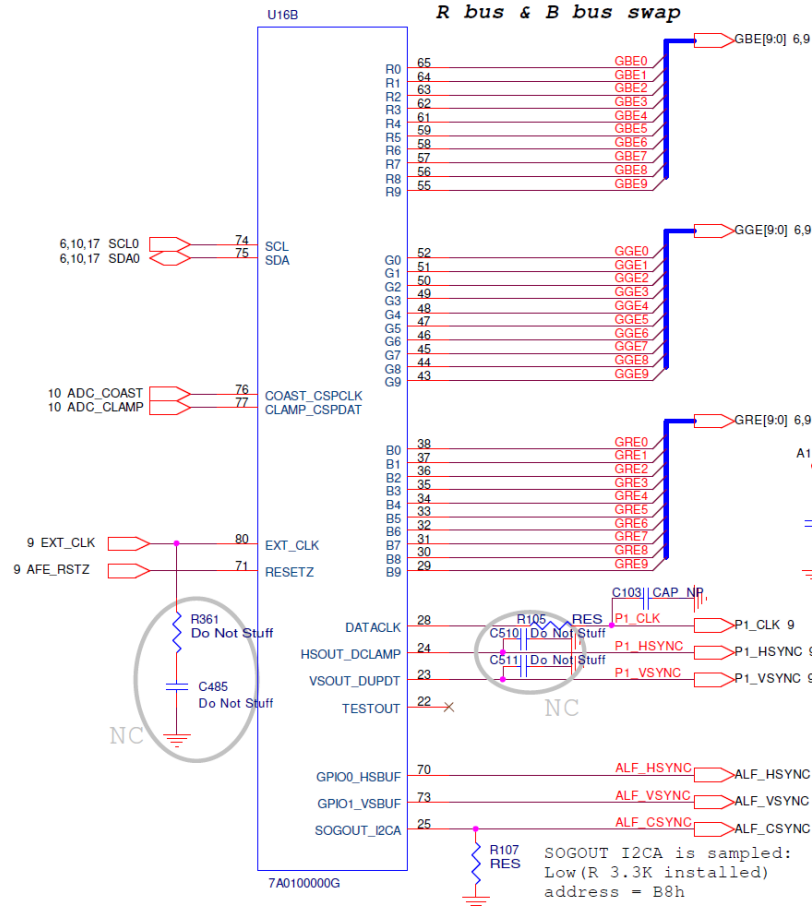 R bus & B bus swap
U16B
GBE[9:0] 6,9
R0 65 GBE0
R1 64 GBE1
R2 63 GBE2
R3 62 GBE3
R4 61 GBE4
R5 59 GBE5
R6 58 GBE6
R7 57 GBE7
R8 56 GBE8
R9 55 GBE9
GGE[9:0] 6,9
6,10,17 SCL0 74 SCL
6,10,17 SDA0 75 SDA
G0 52 GGE0
G1 51 GGE1
G2 50 GGE2
G3 49 GGE3
G4 48 GGE4
G5 47 GGE5
G6 46 GGE6
G7 45 GGE7
G8 44 GGE8
G9 43 GGE9
10 ADC_COAST 76 COAST_CSPCLK
10 ADC_CLAMP 77 CLAMP_CSPDAT
GRE[9:0] 6,9
A1
B0 38 GRE0
B1 37 GRE1
B2 36 GRE2
B3 35 GRE3
B4 34 GRE4
B5 33 GRE5
B6 32 GRE6
B7 31 GRE7
B8 30 GRE8
B9 29 GRE9
9 EXT_CLK 80 EXT_CLK
9 AFE_RSTZ 71 RESETZ
C103 CAP_NP
R361
Do Not Stuff
C485
Do Not Stuff
NC
DATACLK 28 R105 RES P1_CLK P1_CLK 9
C510 Do Not Stuff
HSOUT_DCLAMP 24 P1_HSYNC P1_HSYNC 9
C511 Do Not Stuff
VSOUT_DUPDT 23 P1_VSYNC P1_VSYNC 9
TESTOUT 22
NC
GPIO0_HSBUF 70 ALF_HSYNC ALF_HSYNC
GPIO1_VSBUF 73 ALF_VSYNC ALF_VSYNC
SOGOUT_I2CA 25 ALF_CSYNC ALF_CSYNC
R107
RES
SOGOUT I2CA is sampled:
Low(R 3.3K installed)
address = B8h
7A0100000G